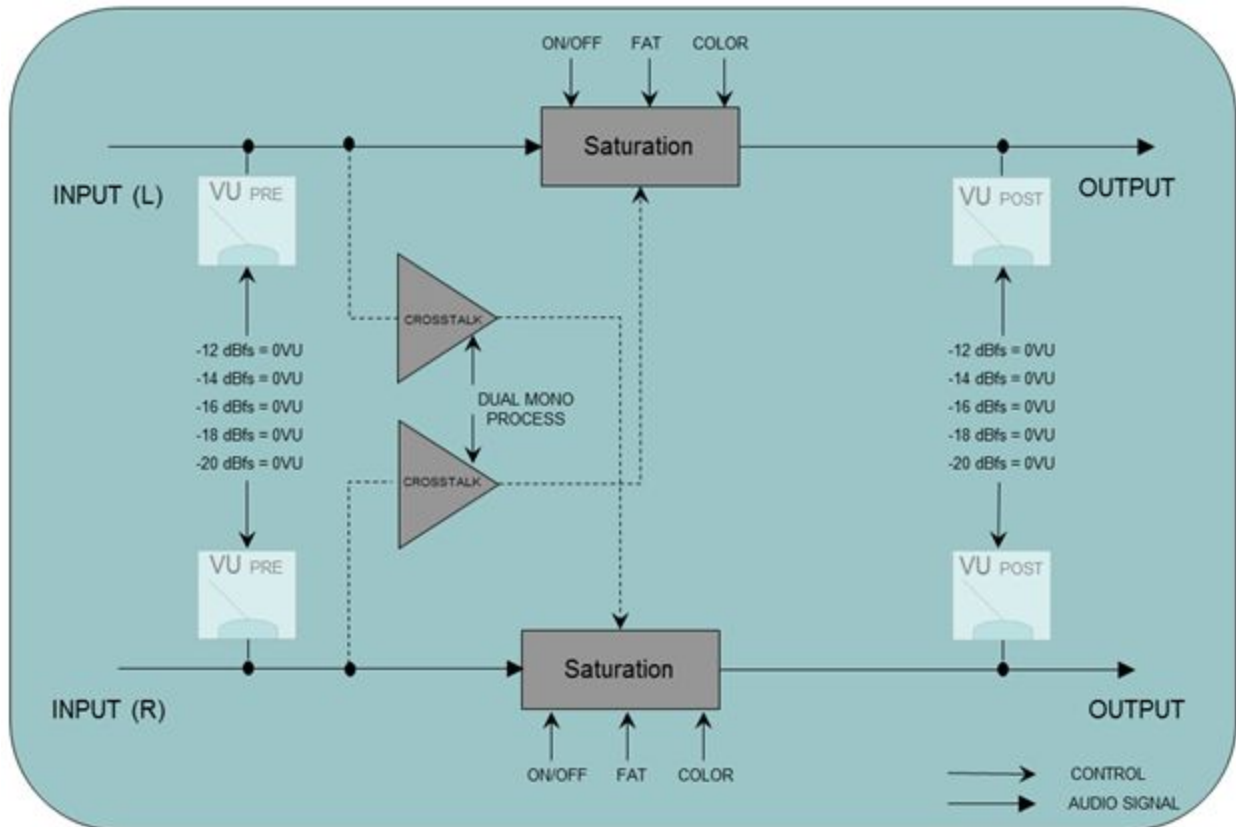 ON/OFF FAT COLOR
Saturation
INPUT (L)
VU PRE
VU POST
OUTPUT
CROSSTALK
-12 dBfs = 0VU
-14 dBfs = 0VU
-16 dBfs = 0VU
-18 dBfs = 0VU
-20 dBfs = 0VU
DUAL MONO
PROCESS
-12 dBfs = 0VU
-14 dBfs = 0VU
-16 dBfs = 0VU
-18 dBfs = 0VU
-20 dBfs = 0VU
CROSSTALK
VU PRE
VU POST
Saturation
INPUT (R)
OUTPUT
ON/OFF FAT COLOR
CONTROL
AUDIO SIGNAL